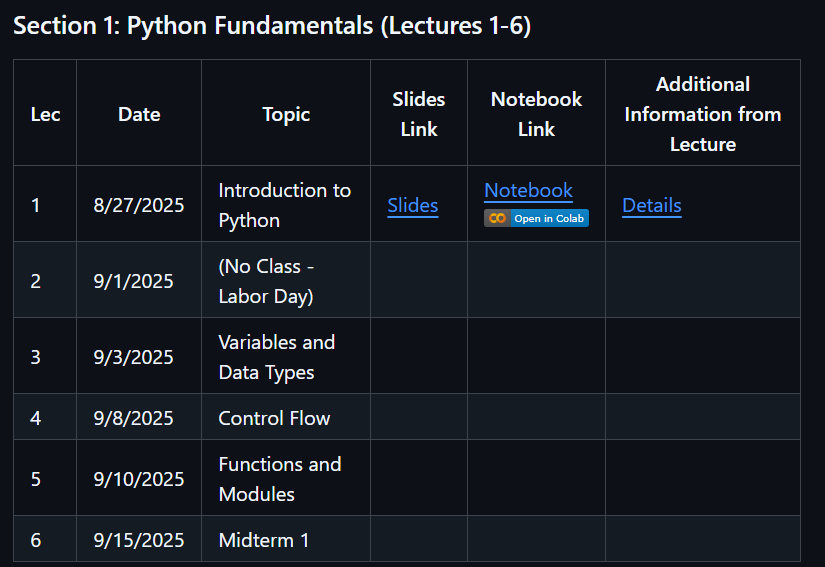 Section 1: Python Fundamentals (Lectures 1-6)
Lec Date Topic Slides Link Notebook Link Additional Information from Lecture
1 8/27/2025 Introduction to Python Slides Notebook Open in Colab Details
2 9/1/2025 (No Class - Labor Day)
3 9/3/2025 Variables and Data Types
4 9/8/2025 Control Flow
5 9/10/2025 Functions and Modules
6 9/15/2025 Midterm 1